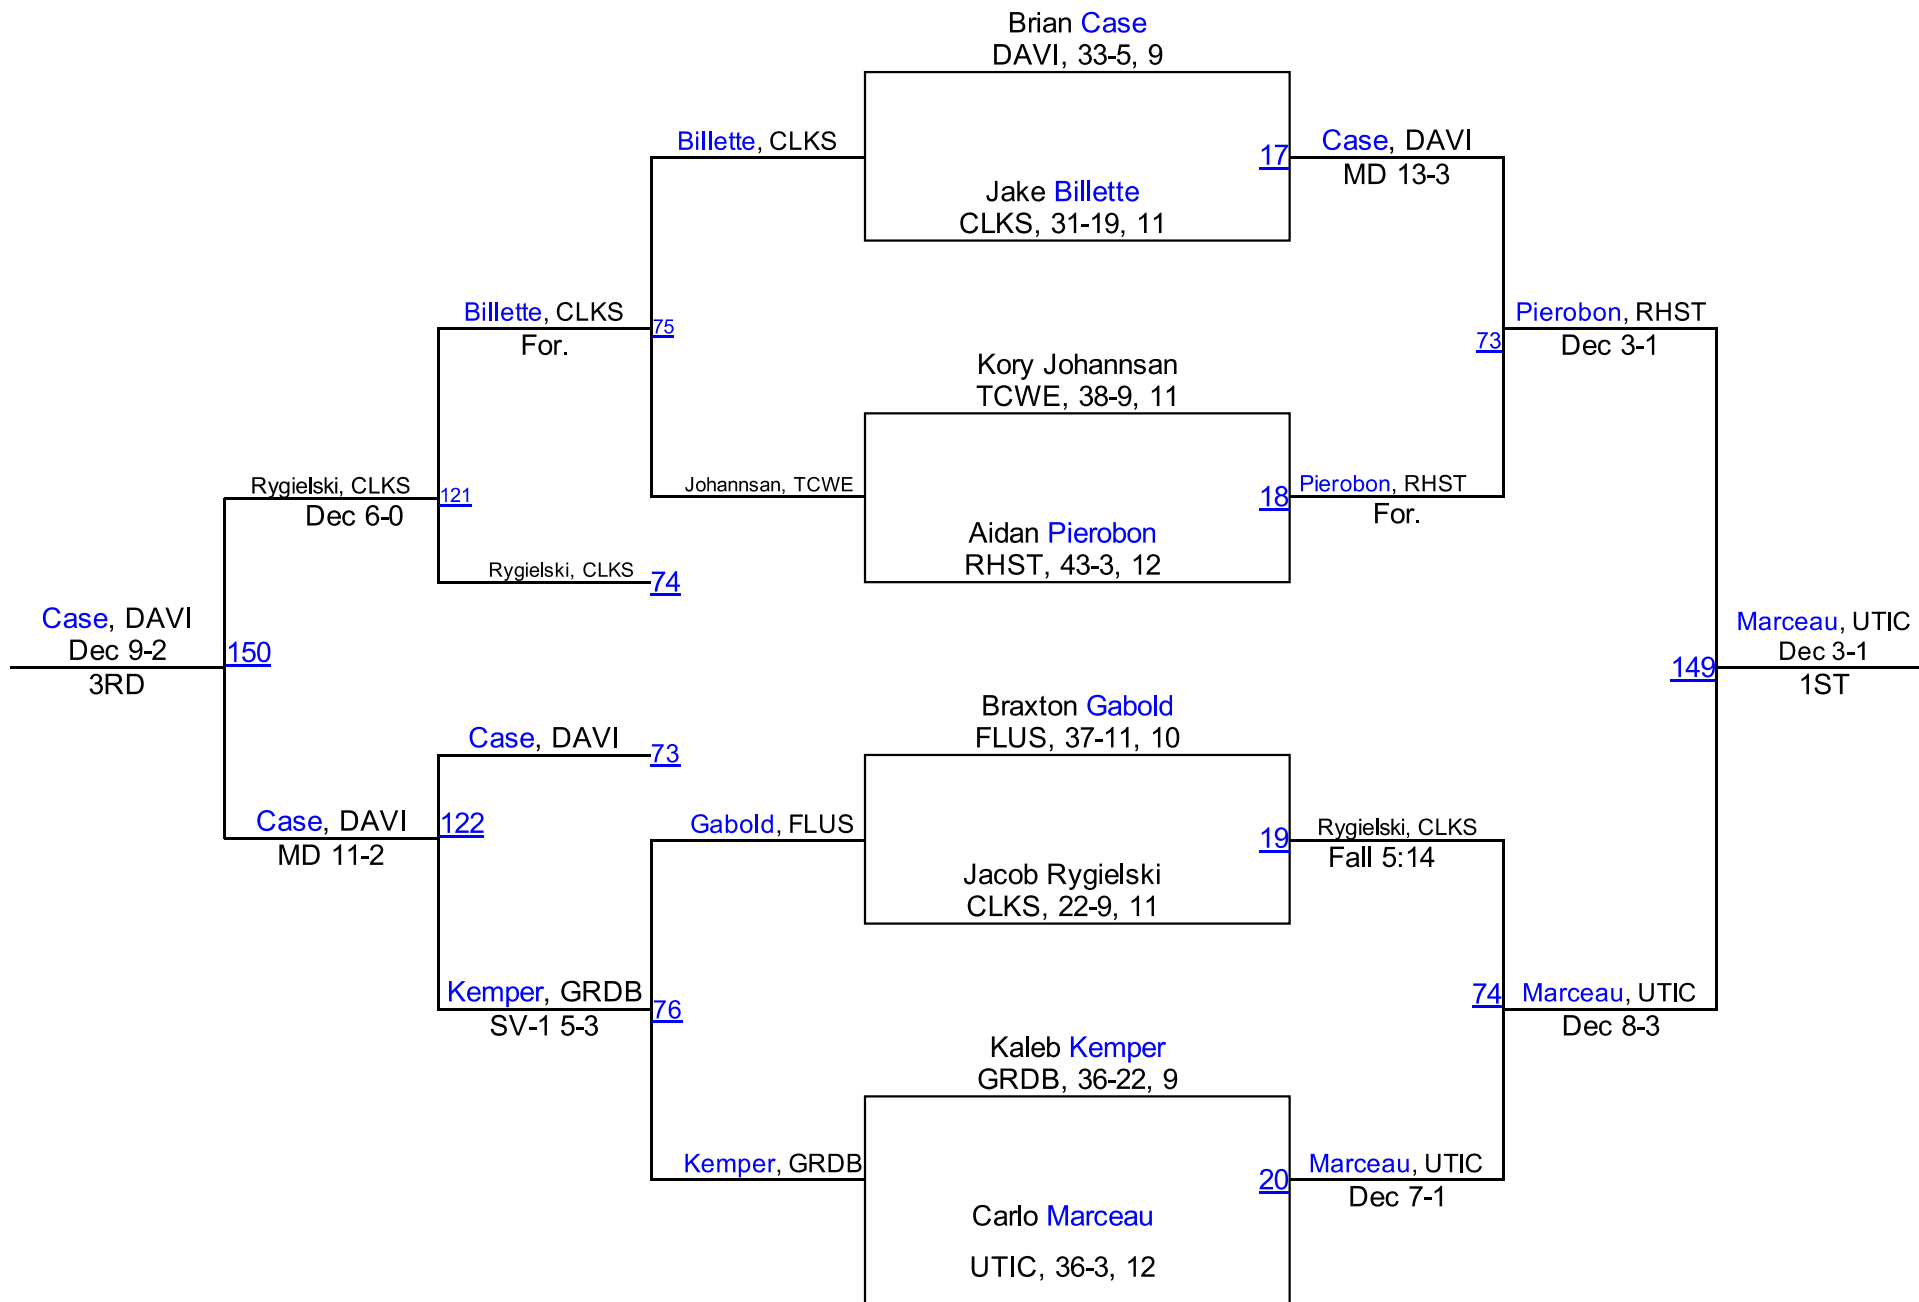 Brian Case
DAVI, 33-5, 9
Billette, CLKS
17
Case, DAVI
MD 13-3
Jake Billette
CLKS, 31-19, 11
Billette, CLKS
For.
75
Pierobon, RHST
Dec 3-1
73
Kory Johannsan
TCWE, 38-9, 11
Rygielski, CLKS
Dec 6-0
121
Johannsan, TCWE
18
Pierobon, RHST
For.
Aidan Pierobon
RHST, 43-3, 12
Rygielski, CLKS
74
Case, DAVI
Dec 9-2
3RD
150
149
Marceau, UTIC
Dec 3-1
1ST
Braxton Gabold
FLUS, 37-11, 10
Case, DAVI
73
Case, DAVI
MD 11-2
122
Gabold, FLUS
19
Rygielski, CLKS
Fall 5:14
Jacob Rygielski
CLKS, 22-9, 11
Kemper, GRDB
SV-1 5-3
76
74
Marceau, UTIC
Dec 8-3
Kaleb Kemper
GRDB, 36-22, 9
Kemper, GRDB
20
Marceau, UTIC
Dec 7-1
Carlo Marceau
UTIC, 36-3, 12